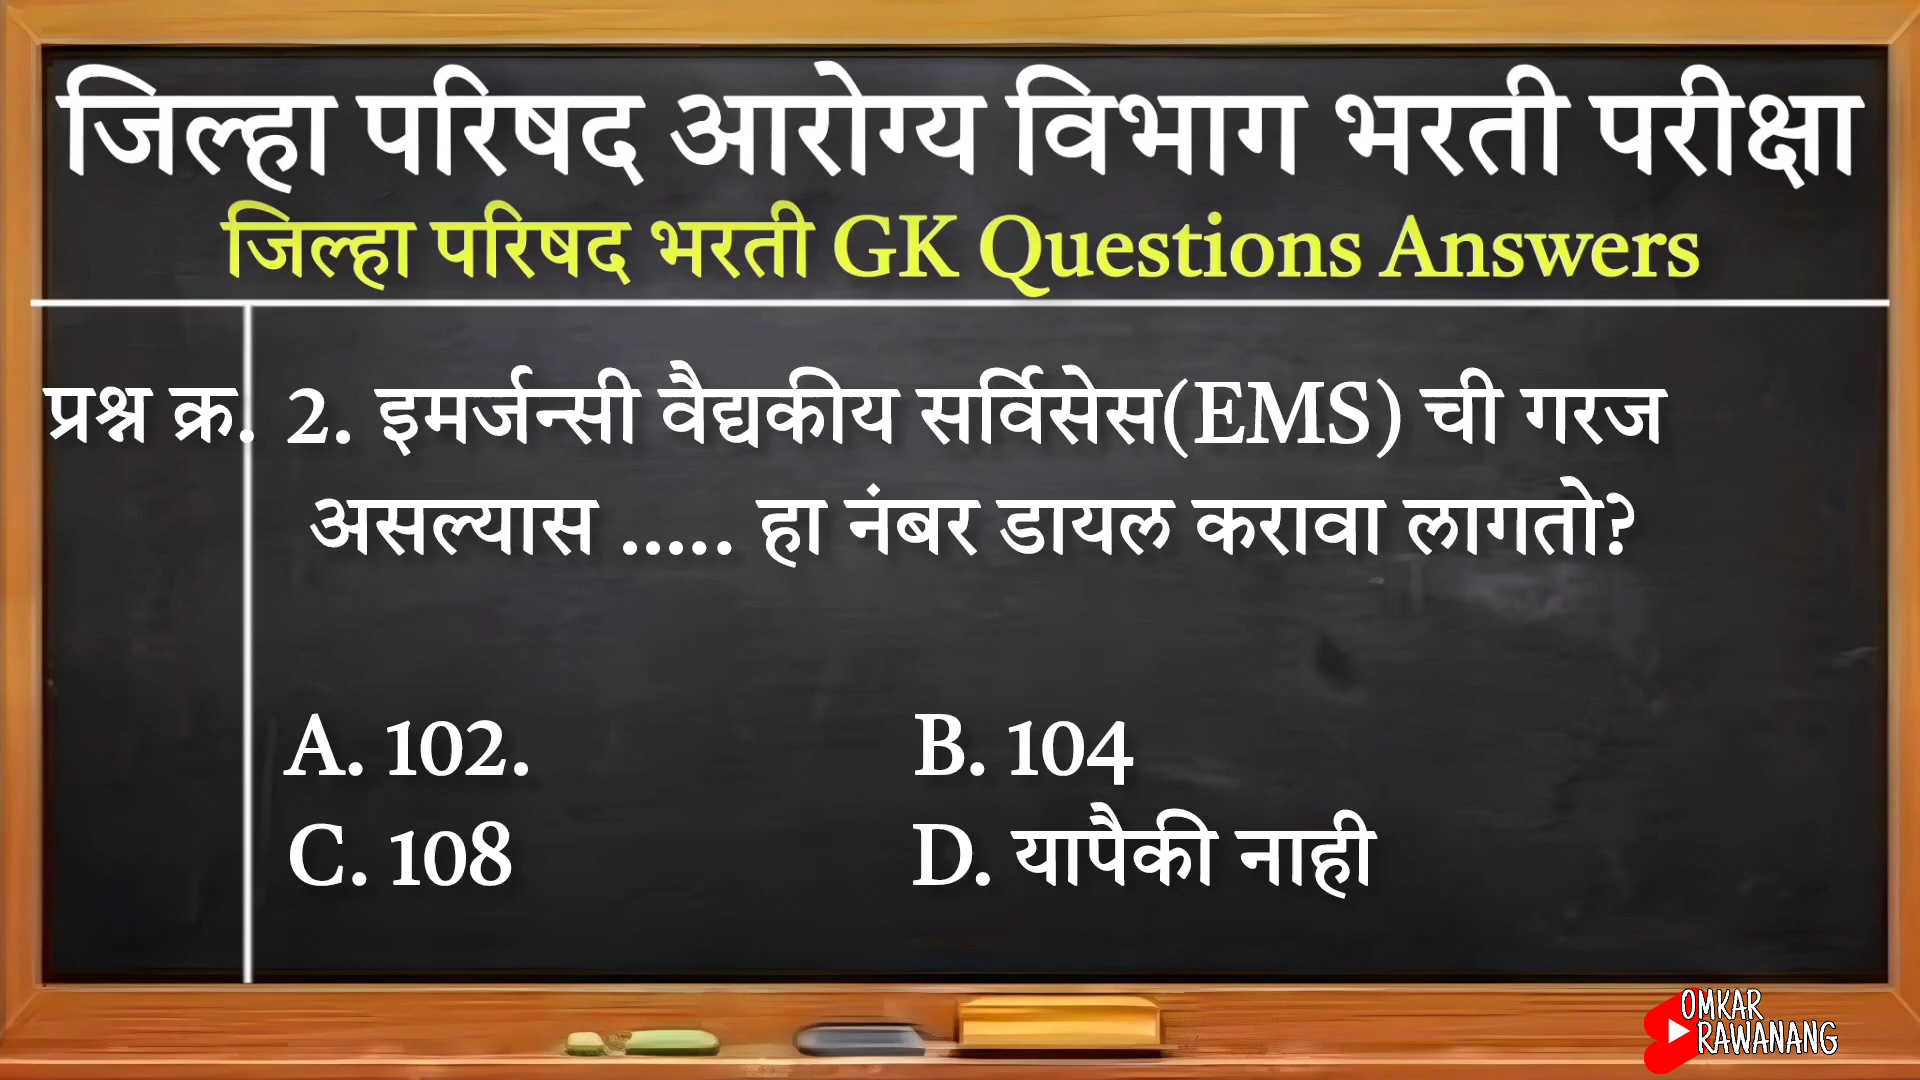 जिल्हा परिषद आरोग्य विभाग भरती परीक्षा
जिल्हा परिषद भरती GK Questions Answers
प्रश्न क्र. 2. इमर्जन्सी वैद्यकीय सर्विसेस(EMS) ची गरज
असल्यास ..... हा नंबर डायल करावा लागतो?
A. 102. B. 104
C. 108 D. यापैकी नाही
OMKAR
RAWANANG